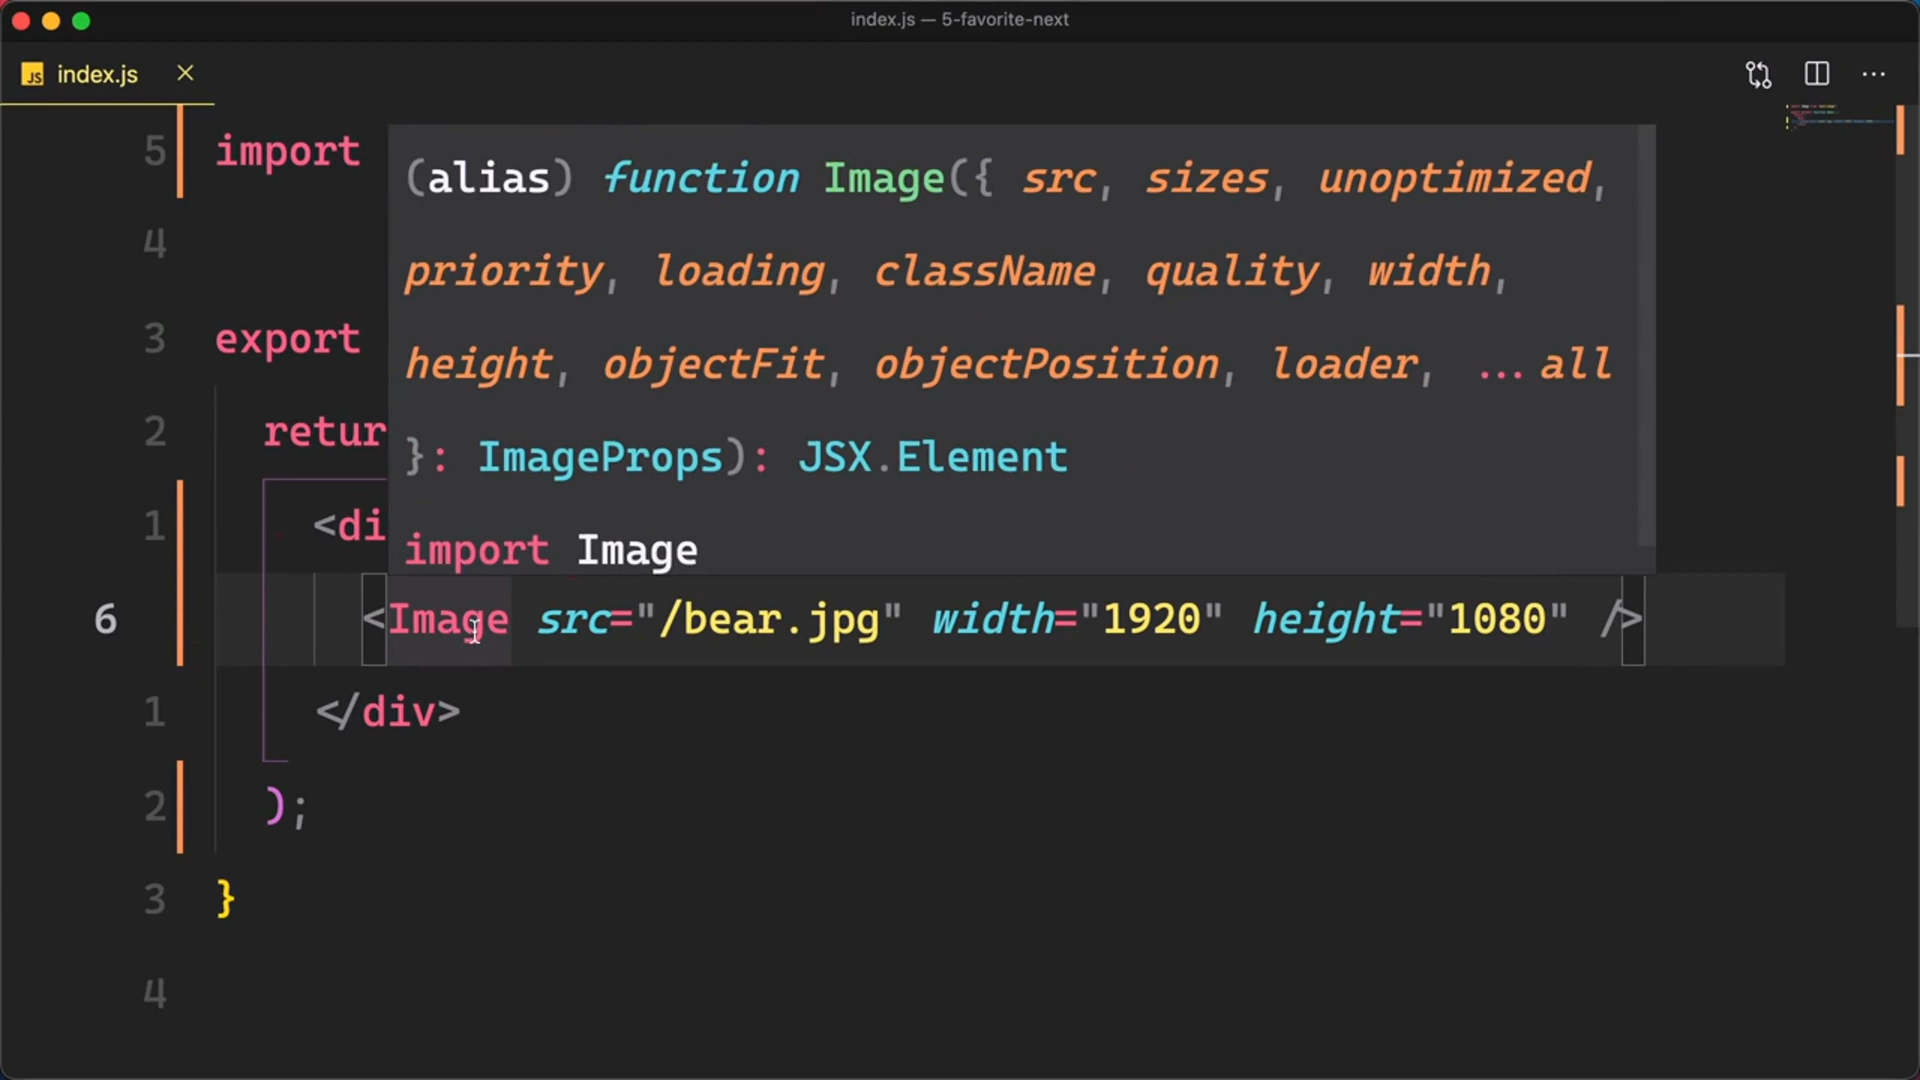 index.js — 5-favorite-next
JS index.js
5 import
(alias) function Image({ src, sizes, unoptimized,
4
priority, loading, className, quality, width,
3 export
height, objectFit, objectPosition, loader, ...all
2 retur
}: ImageProps): JSX.Element
1 <di
import Image
6 <Image src="/bear.jpg" width="1920" height="1080" />
1 </div>
2 );
3 }
4